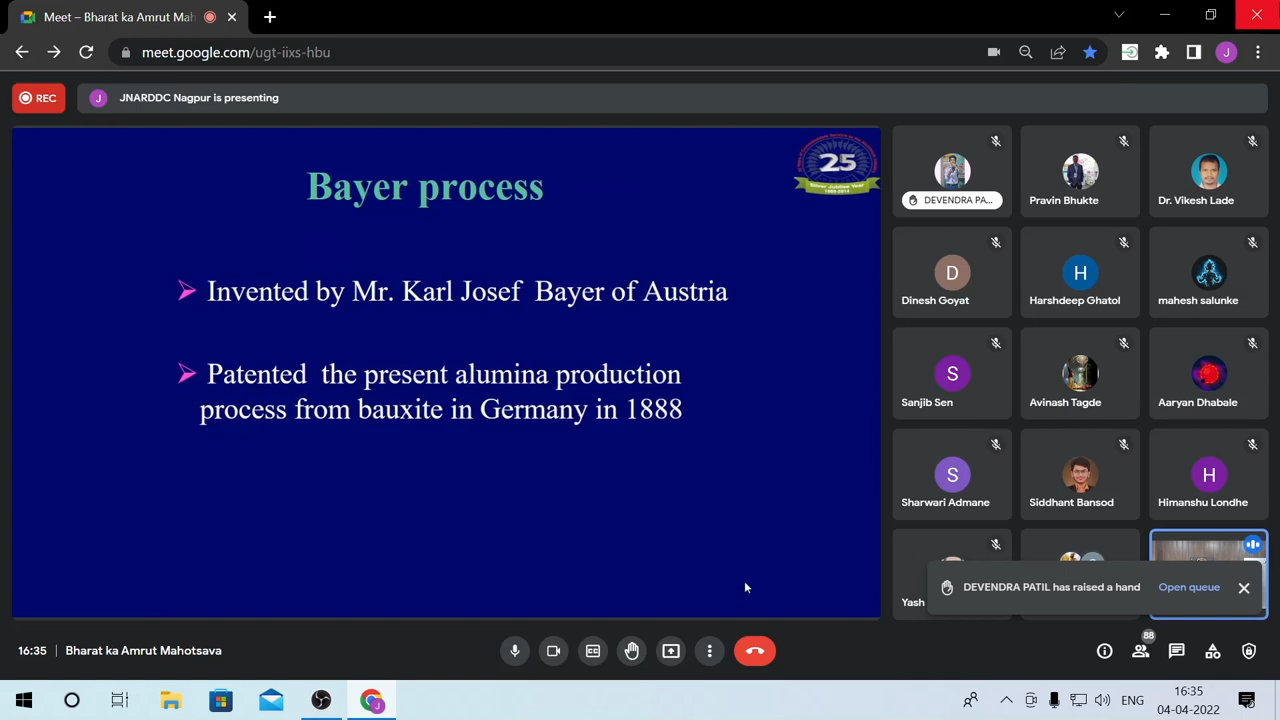 Meet – Bharat ka Amrut Mah
meet.google.com/ugt-iixs-hbu
J
REC
J
JNARDDC Nagpur is presenting
25
Silver Jubilee Year
Bayer process
➢ Invented by Mr. Karl Josef Bayer of Austria
➢ Patented the present alumina production
process from bauxite in Germany in 1888
DEVENDRA PA...
Pravin Bhukte
Dr. Vikesh Lade
D
Dinesh Goyat
H
Harshdeep Ghatol
mahesh salunke
S
Sanjib Sen
Avinash Tagde
Aaryan Dhabale
S
Sharwari Admane
Siddhant Bansod
H
Himanshu Londhe
Yash
DEVENDRA PATIL has raised a hand
Open queue
16:35
Bharat ka Amrut Mahotsava
88
J
ENG
16:35
04-04-2022